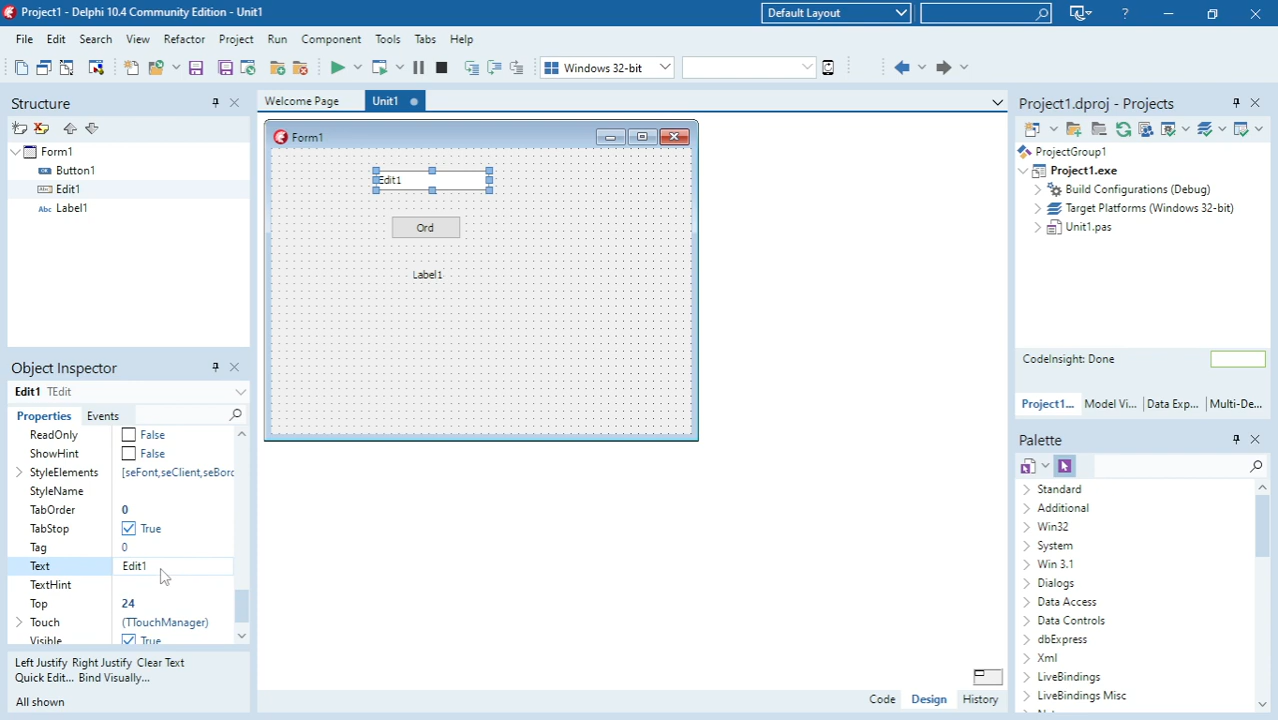 Project1 - Delphi 10.4 Community Edition - Unit1
Default Layout
?
File Edit Search View Refactor Project Run Component Tools Tabs Help
Windows 32-bit
Structure
Form1
Button1
Edit1
Abc Label1
Object Inspector
Edit1 TEdit
Properties Events
ReadOnly False
ShowHint False
StyleElements [seFont,seClient,seBord
StyleName
TabOrder 0
TabStop True
Tag 0
Text Edit1
TextHint
Top 24
Touch (TTouchManager)
Visible True
Left Justify Right Justify Clear Text
Quick Edit... Bind Visually...
All shown
Welcome Page Unit1
Form1
Edit1
Ord
Label1
Code Design History
Project1.dproj - Projects
ProjectGroup1
Project1.exe
Build Configurations (Debug)
Target Platforms (Windows 32-bit)
Unit1.pas
CodeInsight: Done
Project1... Model Vi... Data Exp... Multi-De...
Palette
Standard
Additional
Win32
System
Win 3.1
Dialogs
Data Access
Data Controls
dbExpress
Xml
LiveBindings
LiveBindings Misc